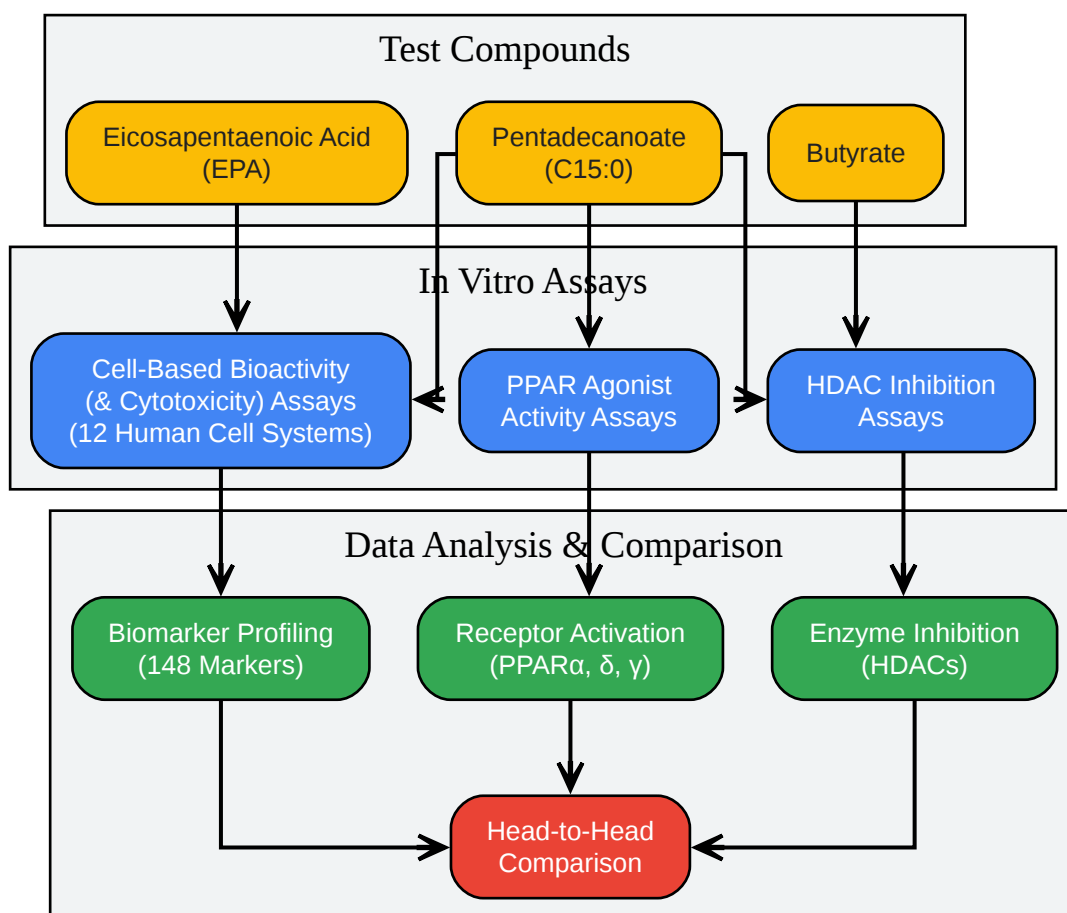 Test Compounds
Eicosapentaenoic Acid
(EPA)
Pentadecanoate
(C15:0)
Butyrate
In Vitro Assays
Cell-Based Bioactivity
(& Cytotoxicity) Assays
(12 Human Cell Systems)
PPAR Agonist
Activity Assays
HDAC Inhibition
Assays
Data Analysis & Comparison
Biomarker Profiling
(148 Markers)
Receptor Activation
(PPARα, δ, γ)
Enzyme Inhibition
(HDACs)
Head-to-Head
Comparison